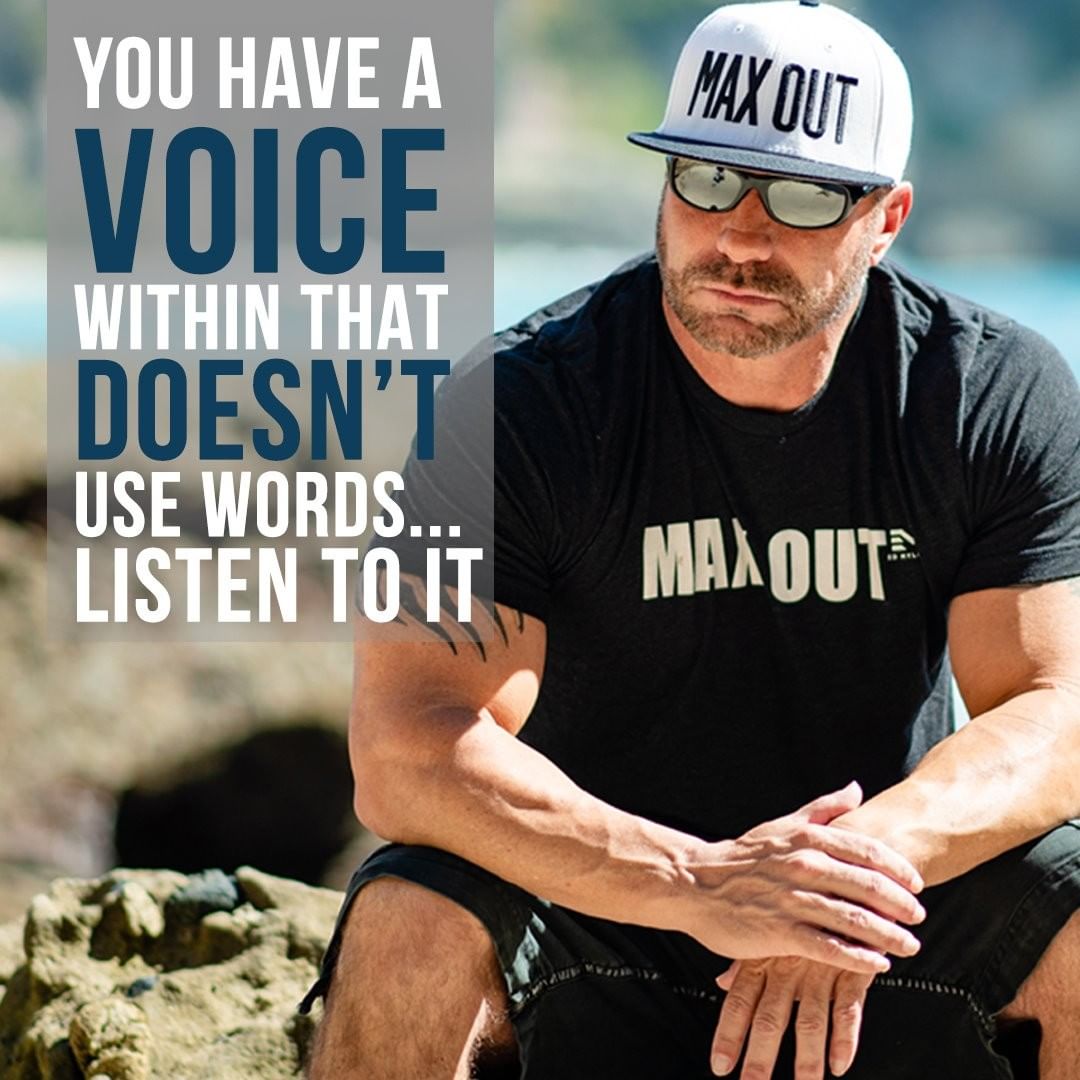 YOU HAVE A
VOICE
WITHIN THAT
DOESN'T
USE WORDS...
LISTEN TO IT
MAX OUT
MAX OUT